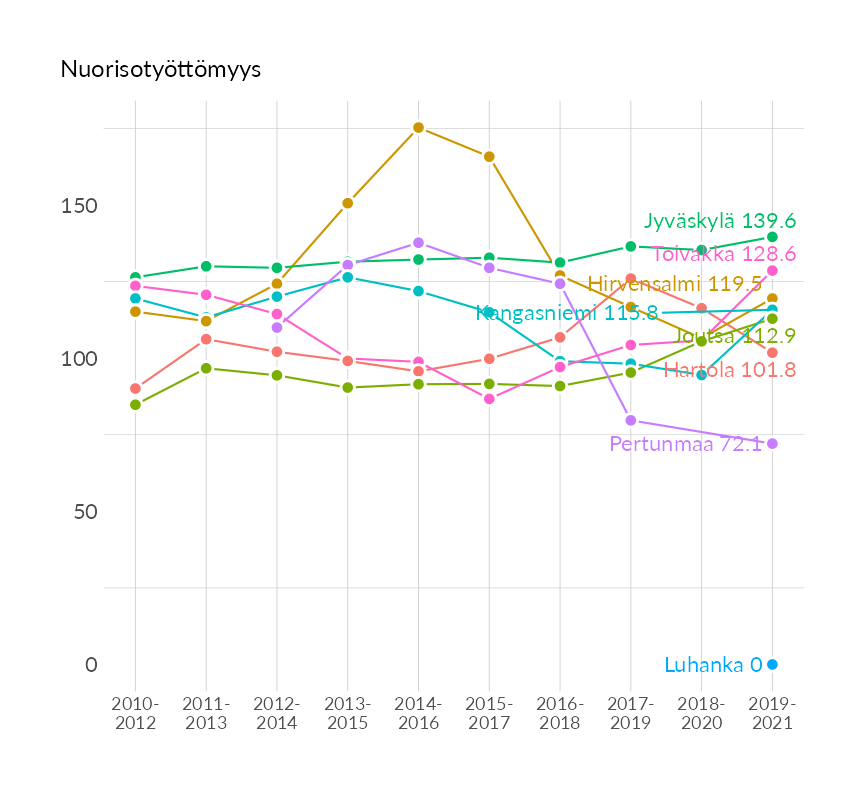 Nuorisotyöttömyys
150
100
50
0
Jyväskylä 139.6
Toivakka 128.6
Hirvensalmi 119.5
Kangasniemi 115.8
Joutsa 112.9
Hartola 101.8
Pertunmaa 72.1
Luhanka 0
2010- 2011- 2012- 2013- 2014- 2015- 2016- 2017- 2018- 2019-
2012 2013 2014 2015 2016 2017 2018 2019 2020 2021